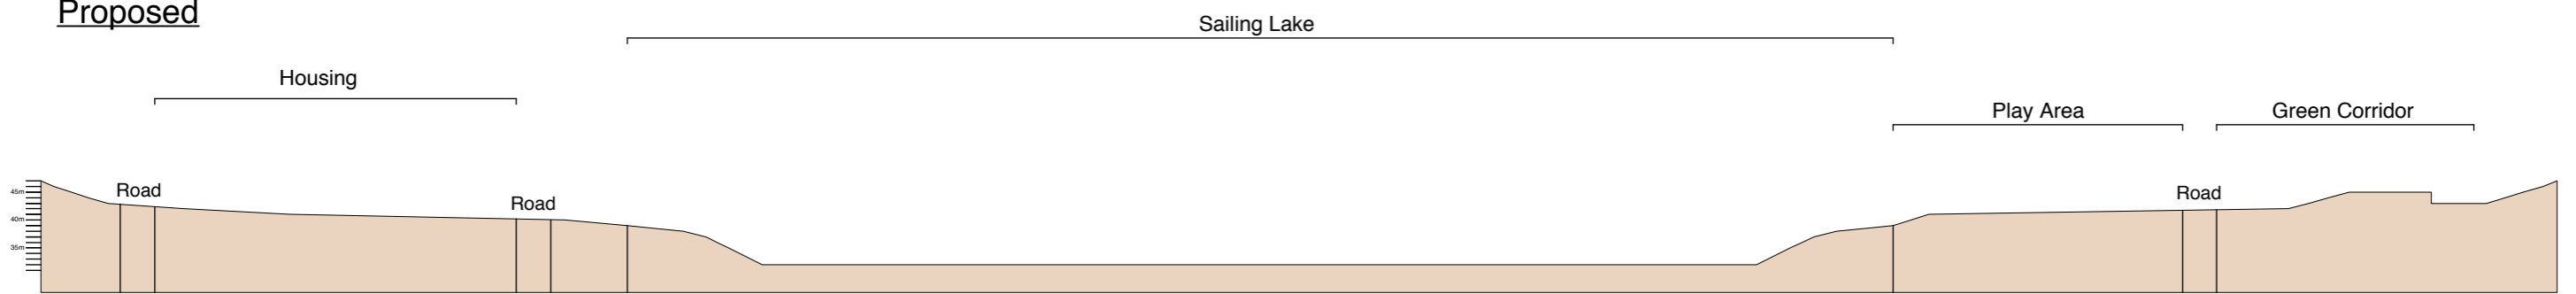 Proposed
Sailing Lake
Housing
Play Area
Green Corridor
Road
Road
Road
45m
40m
35m